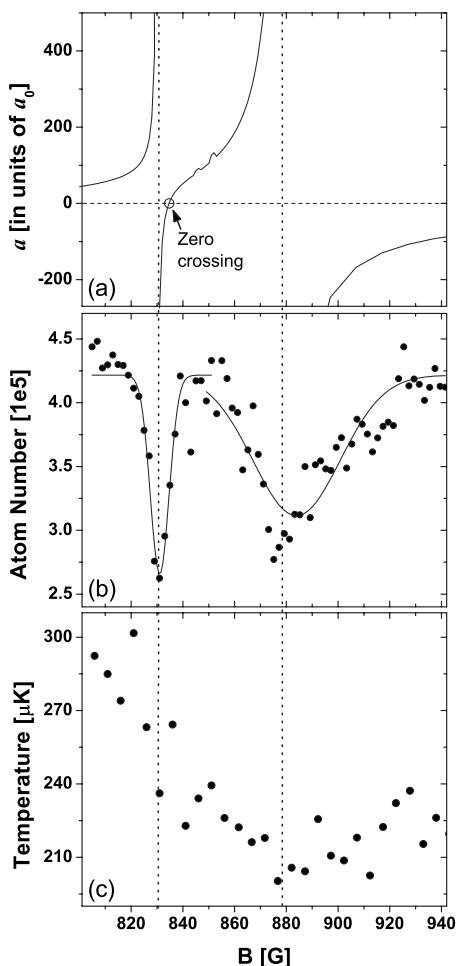 a [in units of a0]
400
200
0
-200
Zero
crossing
(a)
Atom Number [1e5]
4.5
4.0
3.5
3.0
2.5
(b)
Temperature [μK]
300
270
240
210
(c)
820 840 860 880 900 920 940
B [G]